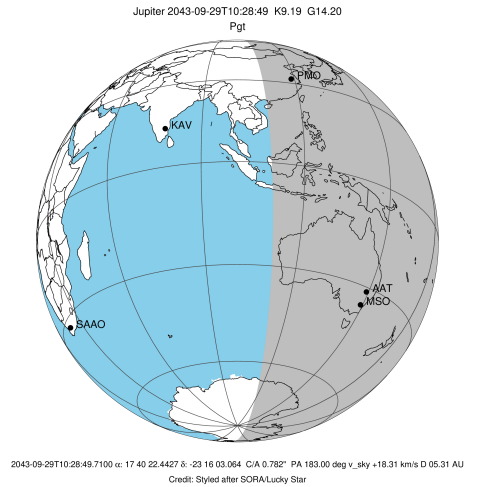 Jupiter 2043-09-29T10:28:49 K9.19 G14.20
Pgt
PMO
KAV
AAT
MSO
SAAO
2043-09-29T10:28:49.7100 α: 17 40 22.4427 δ: -23 16 03.064 C/A 0.782" PA 183.00 deg v_sky +18.31 km/s D 05.31 AU
Credit: Styled after SORA/Lucky Star